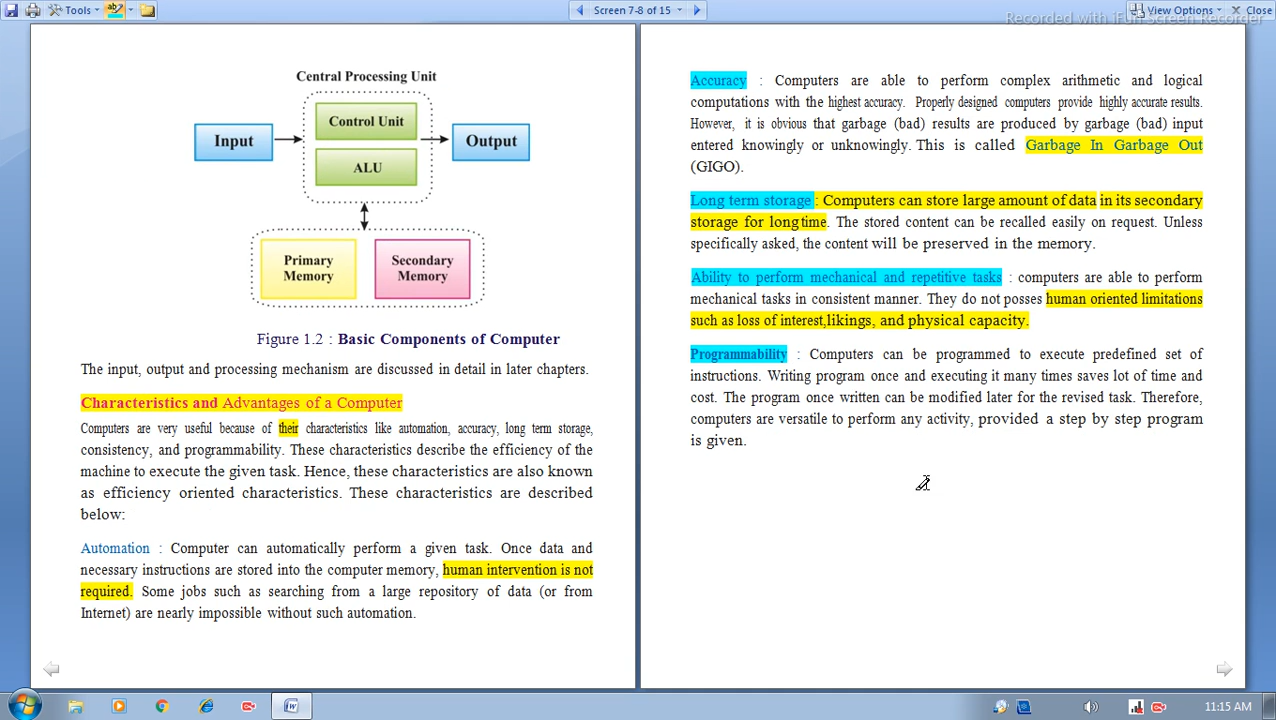 Tools
Screen 7-8 of 15
View Options
Close
Recorded with iFun Screen Recorder
Central Processing Unit
Control Unit
Input
Output
ALU
Primary
Memory
Secondary
Memory
Figure 1.2 : Basic Components of Computer
The input, output and processing mechanism are discussed in detail in later chapters.
Characteristics and Advantages of a Computer
Computers are very useful because of their characteristics like automation, accuracy, long term storage,
consistency, and programmability. These characteristics describe the efficiency of the
machine to execute the given task. Hence, these characteristics are also known
as efficiency oriented characteristics. These characteristics are described
below:
Automation : Computer can automatically perform a given task. Once data and
necessary instructions are stored into the computer memory, human intervention is not
required. Some jobs such as searching from a large repository of data (or from
Internet) are nearly impossible without such automation.
Accuracy : Computers are able to perform complex arithmetic and logical
computations with the highest accuracy. Properly designed computers provide highly accurate results.
However, it is obvious that garbage (bad) results are produced by garbage (bad) input
entered knowingly or unknowingly. This is called Garbage In Garbage Out
(GIGO).
Long term storage : Computers can store large amount of data in its secondary
storage for long time. The stored content can be recalled easily on request. Unless
specifically asked, the content will be preserved in the memory.
Ability to perform mechanical and repetitive tasks : computers are able to perform
mechanical tasks in consistent manner. They do not posses human oriented limitations
such as loss of interest,likings, and physical capacity.
Programmability : Computers can be programmed to execute predefined set of
instructions. Writing program once and executing it many times saves lot of time and
cost. The program once written can be modified later for the revised task. Therefore,
computers are versatile to perform any activity, provided a step by step program
is given.
11:15 AM